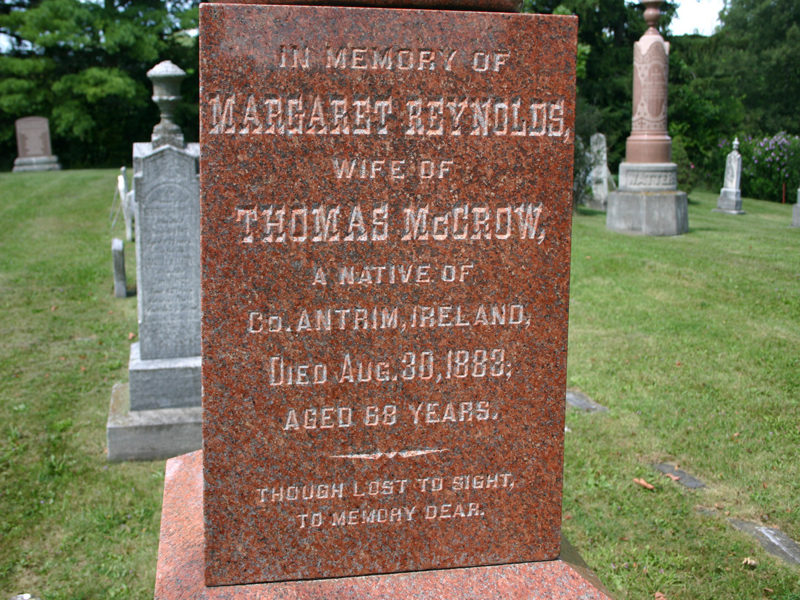 IN MEMORY OF
MARGARET REYNOLDS,
WIFE OF
THOMAS McCROW,
A NATIVE OF
Co. ANTRIM, IRELAND,
DIED AUG. 30, 1883;
AGED 68 YEARS.
THOUGH LOST TO SIGHT,
TO MEMORY DEAR.